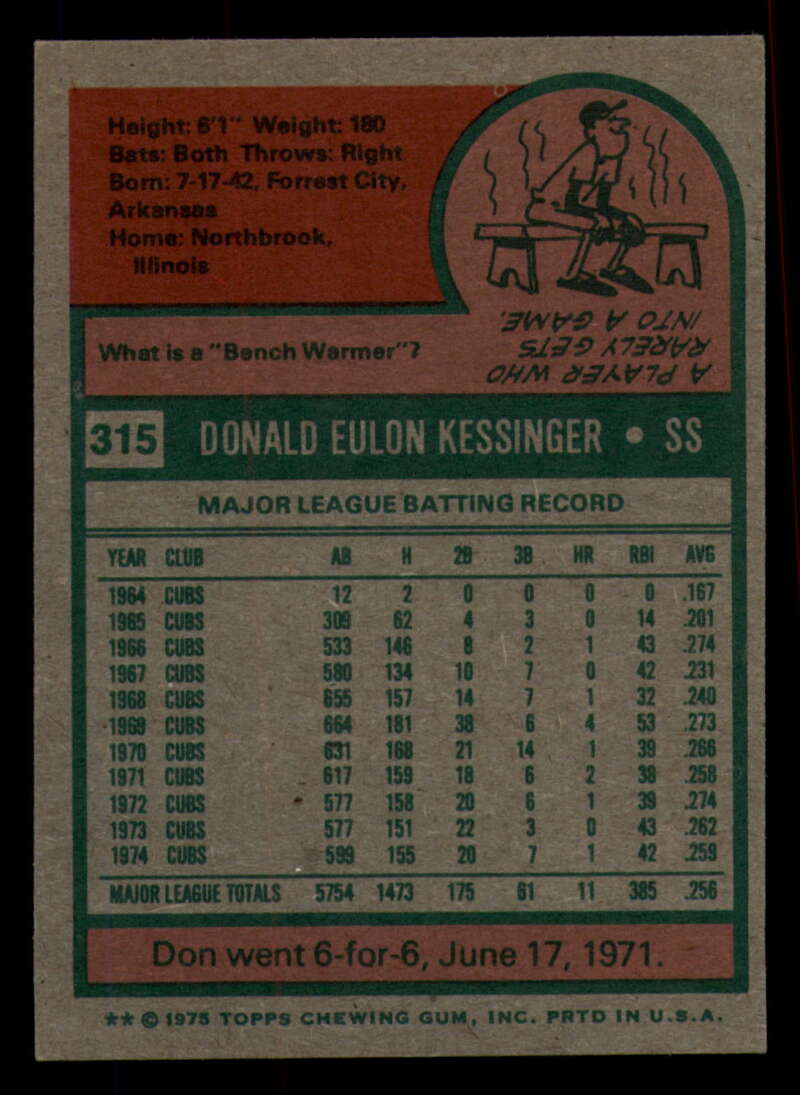 Height: 6'1" Weight: 180
Bats: Both Throws: Right
Born: 7-17-42, Forrest City,
Arkansas
Home: Northbrook,
Illinois
What is a "Bench Warmer"?
A PLAYER WHO
RARELY GETS
INTO A GAME.
315 DONALD EULON KESSINGER • SS
MAJOR LEAGUE BATTING RECORD
YEAR CLUB AB H 2B 3B HR RBI AVG
1964 CUBS 12 2 0 0 0 0 .167
1965 CUBS 309 62 4 3 0 14 .201
1966 CUBS 533 146 8 2 1 43 .274
1967 CUBS 580 134 10 7 0 42 .231
1968 CUBS 655 157 14 7 1 32 .240
1969 CUBS 664 181 38 6 4 53 .273
1970 CUBS 631 168 21 14 1 39 .266
1971 CUBS 617 159 18 6 2 38 .258
1972 CUBS 577 158 20 6 1 39 .274
1973 CUBS 577 151 22 3 0 43 .262
1974 CUBS 599 155 20 7 1 42 .259
MAJOR LEAGUE TOTALS 5754 1473 175 61 11 385 .256
Don went 6-for-6, June 17, 1971.
** © 1975 TOPPS CHEWING GUM, INC. PRTD IN U.S.A.